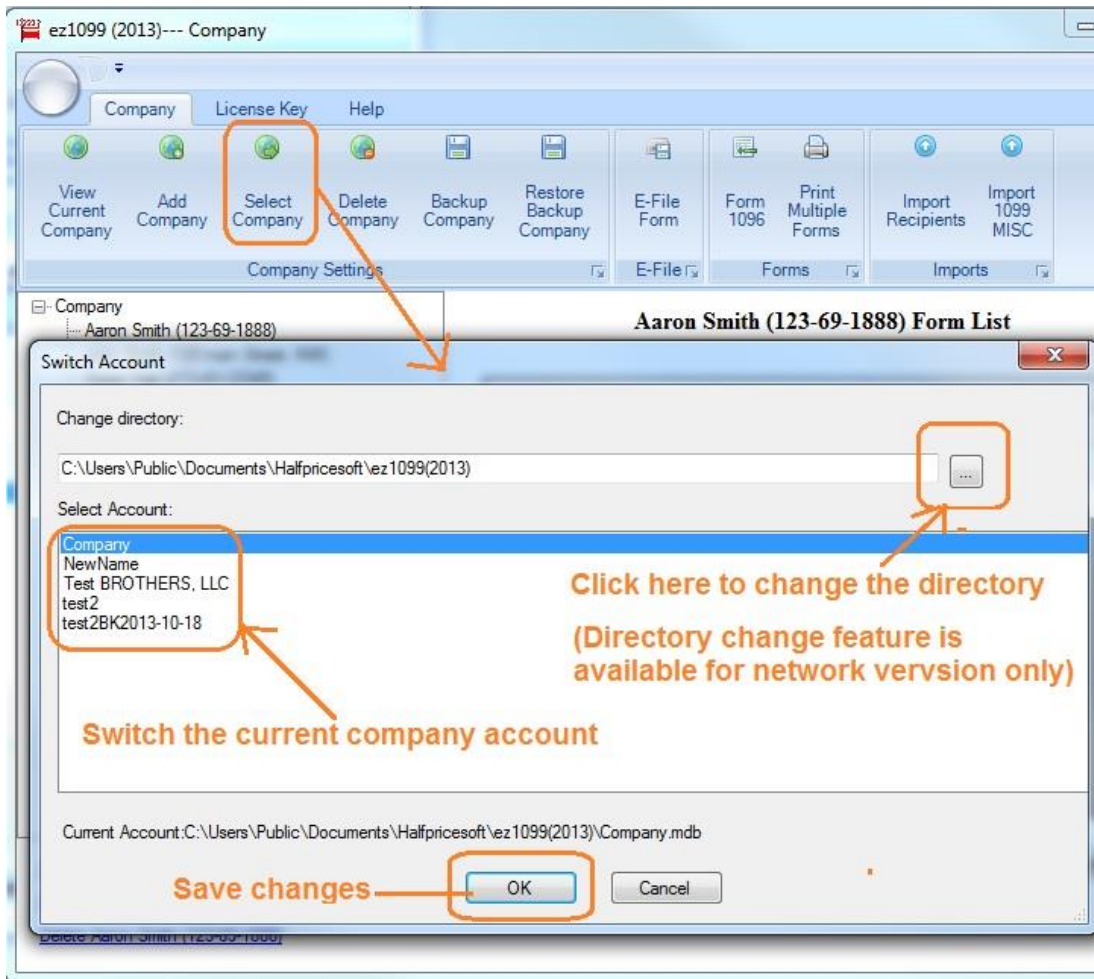 ez1099 (2013)--- Company
Company License Key Help
View Current Company
Add Company
Select Company
Delete Company
Backup Company
Restore Backup Company
E-File Form
Form 1096
Print Multiple Forms
Import Recipients
Import 1099 MISC
Company Settings
E-File
Forms
Imports
Company
Aaron Smith (123-69-1888)
Aaron Smith (123-69-1888) Form List
Switch Account
Change directory:
C:\Users\Public\Documents\Halfpricesoft\ez1099(2013)
...
Select Account:
Company
NewName
Test BROTHERS, LLC
test2
test2BK2013-10-18
Click here to change the directory
(Directory change feature is
available for network vervsion only)
Switch the current company account
Current Account:C:\Users\Public\Documents\Halfpricesoft\ez1099(2013)\Company.mdb
Save changes
OK
Cancel
Delete Aaron Smith